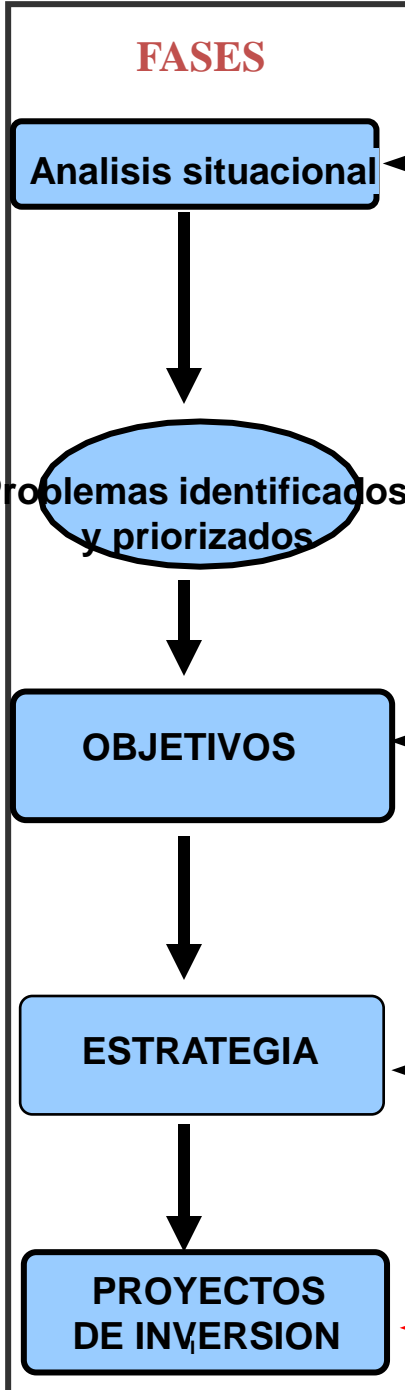 FASES
Analisis situacional
roblemas identificados
y priorizados
OBJETIVOS
ESTRATEGIA
PROYECTOS
DE INVERSION